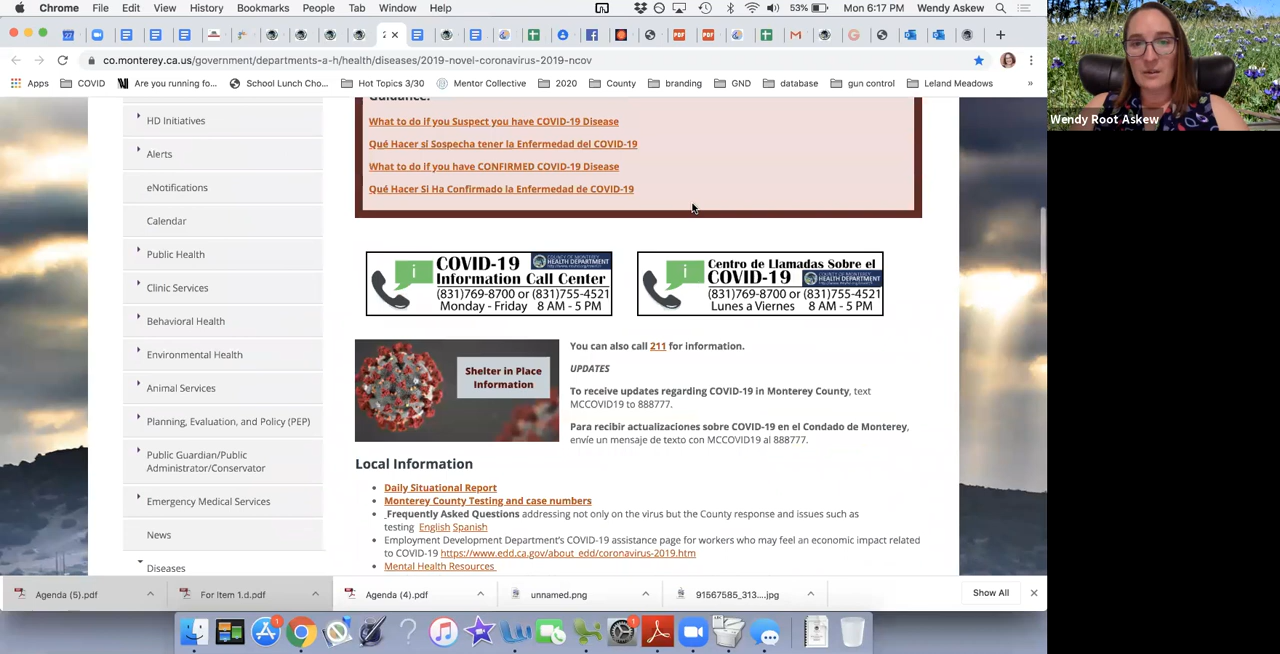 Chrome File Edit View History Bookmarks People Tab Window Help 53% Mon 6:17 PM Wendy Askew
co.monterey.ca.us/government/departments-a-h/health/diseases/2019-novel-coronavirus-2019-ncov
Apps COVID Are you running fo... School Lunch Cho... Hot Topics 3/30 Mentor Collective 2020 County branding GND database gun control Leland Meadows »
Wendy Root Askew
HD Initiatives
Alerts
eNotifications
Calendar
Public Health
Clinic Services
Behavioral Health
Environmental Health
Animal Services
Planning, Evaluation, and Policy (PEP)
Public Guardian/Public
Administrator/Conservator
Emergency Medical Services
News
Diseases
Guidance:
What to do if you Suspect you have COVID-19 Disease
Qué Hacer si Sospecha tener la Enfermedad del COVID-19
What to do if you have CONFIRMED COVID-19 Disease
Qué Hacer Si Ha Confirmado la Enfermedad de COVID-19
COVID-19
Information Call Center
COUNTY OF MONTEREY
HEALTH DEPARTMENT
(831)769-8700 or (831)755-4521
Monday - Friday 8 AM - 5 PM
Centro de Llamadas Sobre el
COVID-19
COUNTY OF MONTEREY
HEALTH DEPARTMENT
(831)769-8700 or (831)755-4521
Lunes a Viernes 8 AM - 5 PM
Shelter in Place
Information
You can also call 211 for information.
UPDATES
To receive updates regarding COVID-19 in Monterey County, text
MCCOVID19 to 888777.
Para recibir actualizaciones sobre COVID-19 en el Condado de Monterey,
envíe un mensaje de texto con MCCOVID19 al 888777.
Local Information
Daily Situational Report
Monterey County Testing and case numbers
Frequently Asked Questions addressing not only on the virus but the County response and issues such as
testing English Spanish
Employment Development Department's COVID-19 assistance page for workers who may feel an economic impact related
to COVID-19 https://www.edd.ca.gov/about_edd/coronavirus-2019.htm
Mental Health Resources
Agenda (5).pdf For Item 1.d.pdf Agenda (4).pdf unnamed.png 91567585_313....jpg Show All